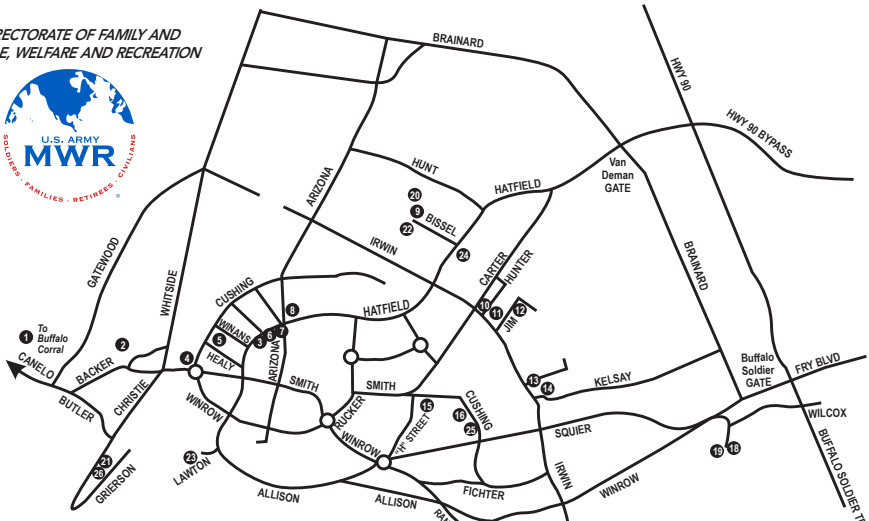 RECTORATE OF FAMILY AND
E, WELFARE AND RECREATION
U.S. ARMY
MWR
SOLDIERS · FAMILIES · RETIREES · CIVILIANS
®
BRAINARD
HWY 90
HWY 90 BYPASS
Van
Deman
GATE
HUNT
HATFIELD
ARIZONA
20
9
BISSEL
22
IRWIN
24
CARTER
HUNTER
BRAINARD
GATEWOOD
WHITSIDE
CUSHING
8
HATFIELD
10
11
12
JIM
WINANS
5
3
6
7
HEALY
ARIZONA
1
To
Buffalo
Corral
2
4
CANELO
BACKER
BUTLER
CHRISTIE
SMITH
SMITH
RUCKER
WINROW
WINROW
13
14
KELSAY
Buffalo
Soldier
GATE
FRY BLVD
WILCOX
BUFFALO SOLDIER TR
15
"H" STREET
16
25
CUSHING
SQUIER
19
18
21
26
GRIERSON
23
LAWTON
ALLISON
ALLISON
FICHTER
IRWIN
WINROW
RAN